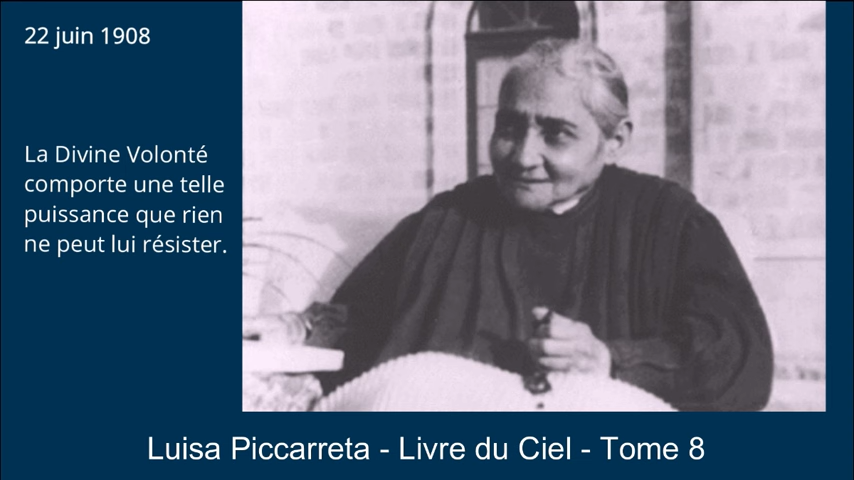 22 juin 1908
La Divine Volonté
comporte une telle
puissance que rien
ne peut lui résister.
Luisa Piccarreta - Livre du Ciel - Tome 8